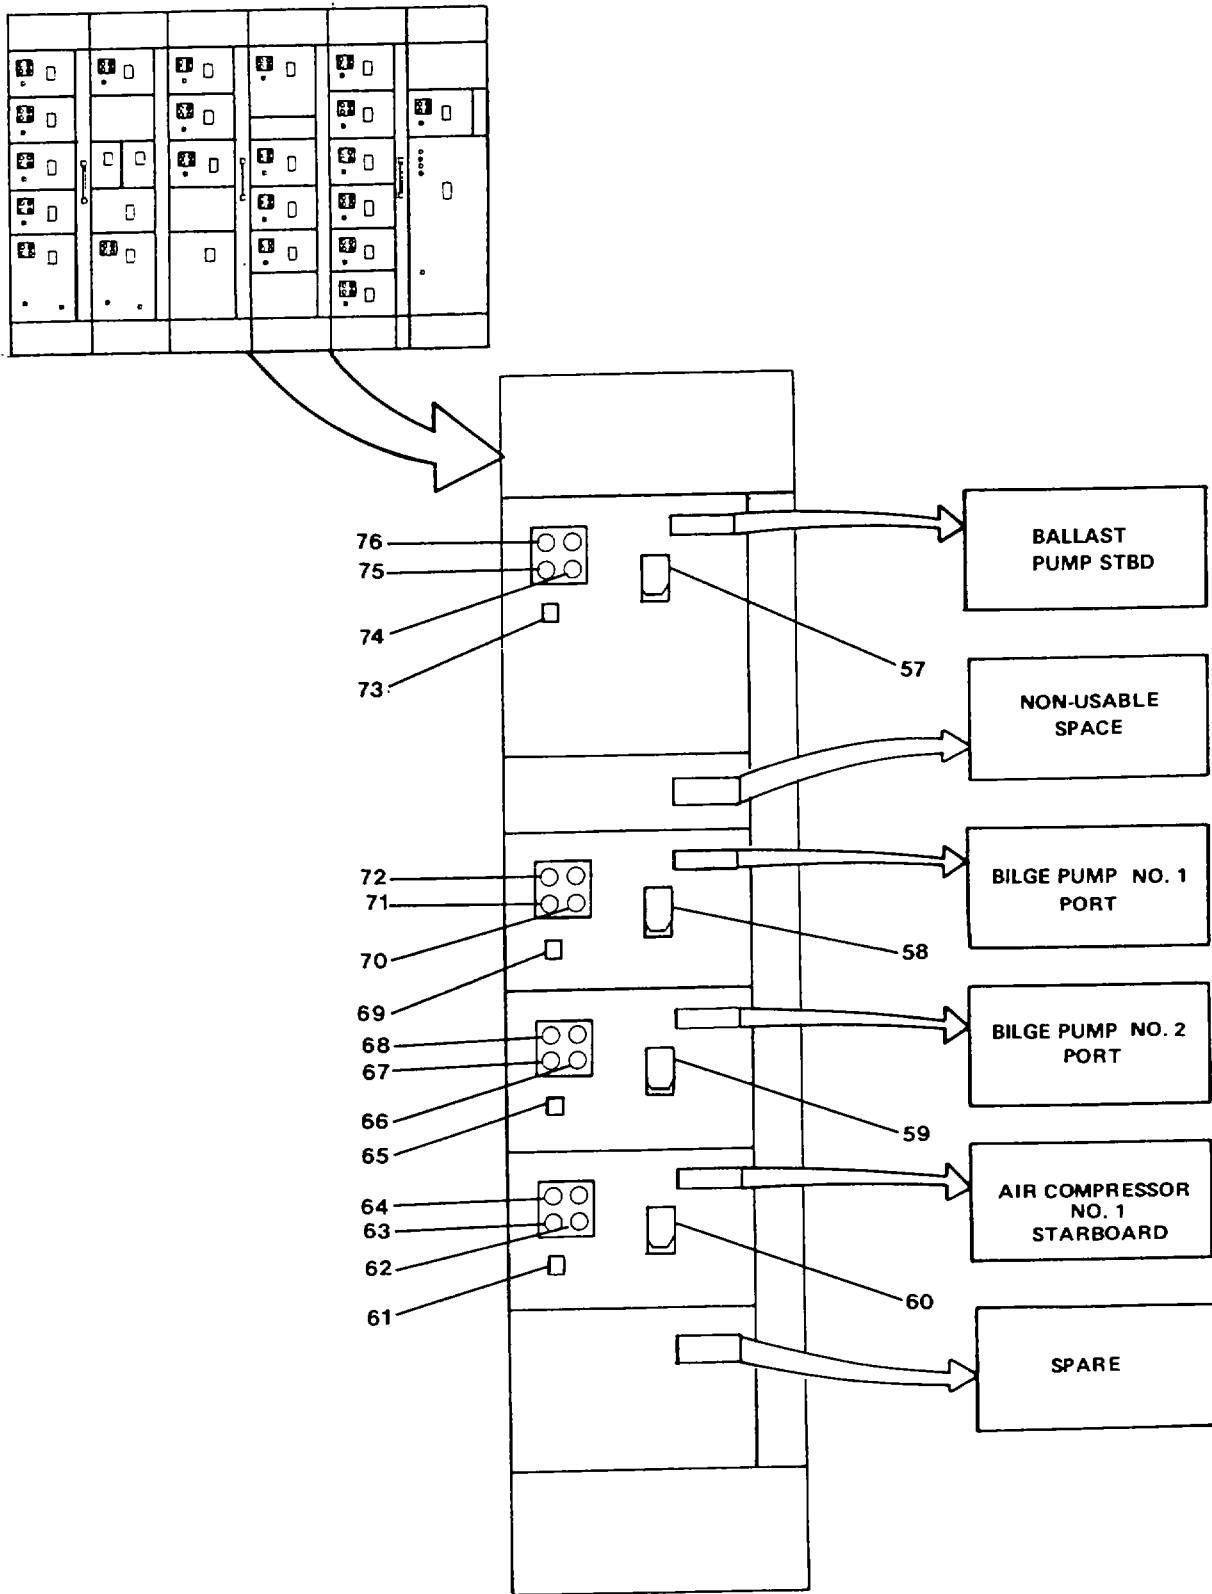 76
75
74
73
57
BALLAST
PUMP STBD
NON-USABLE
SPACE
72
71
70
69
58
BILGE PUMP NO. 1
PORT
68
67
66
65
59
BILGE PUMP NO. 2
PORT
64
63
62
61
60
AIR COMPRESSOR
NO. 1
STARBOARD
SPARE